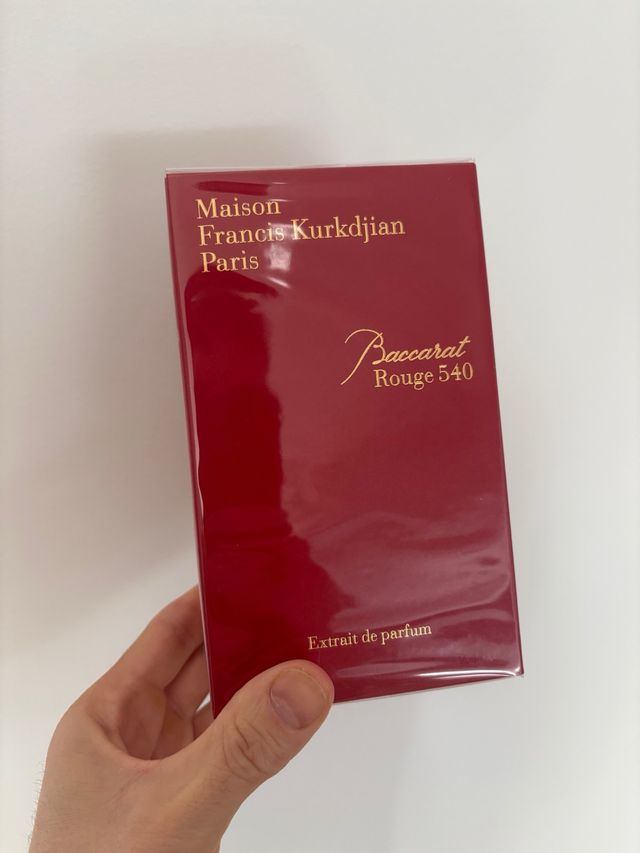 Maison
Francis Kurkdjian
Paris
Baccarat
Rouge 540
Extrait de parfum